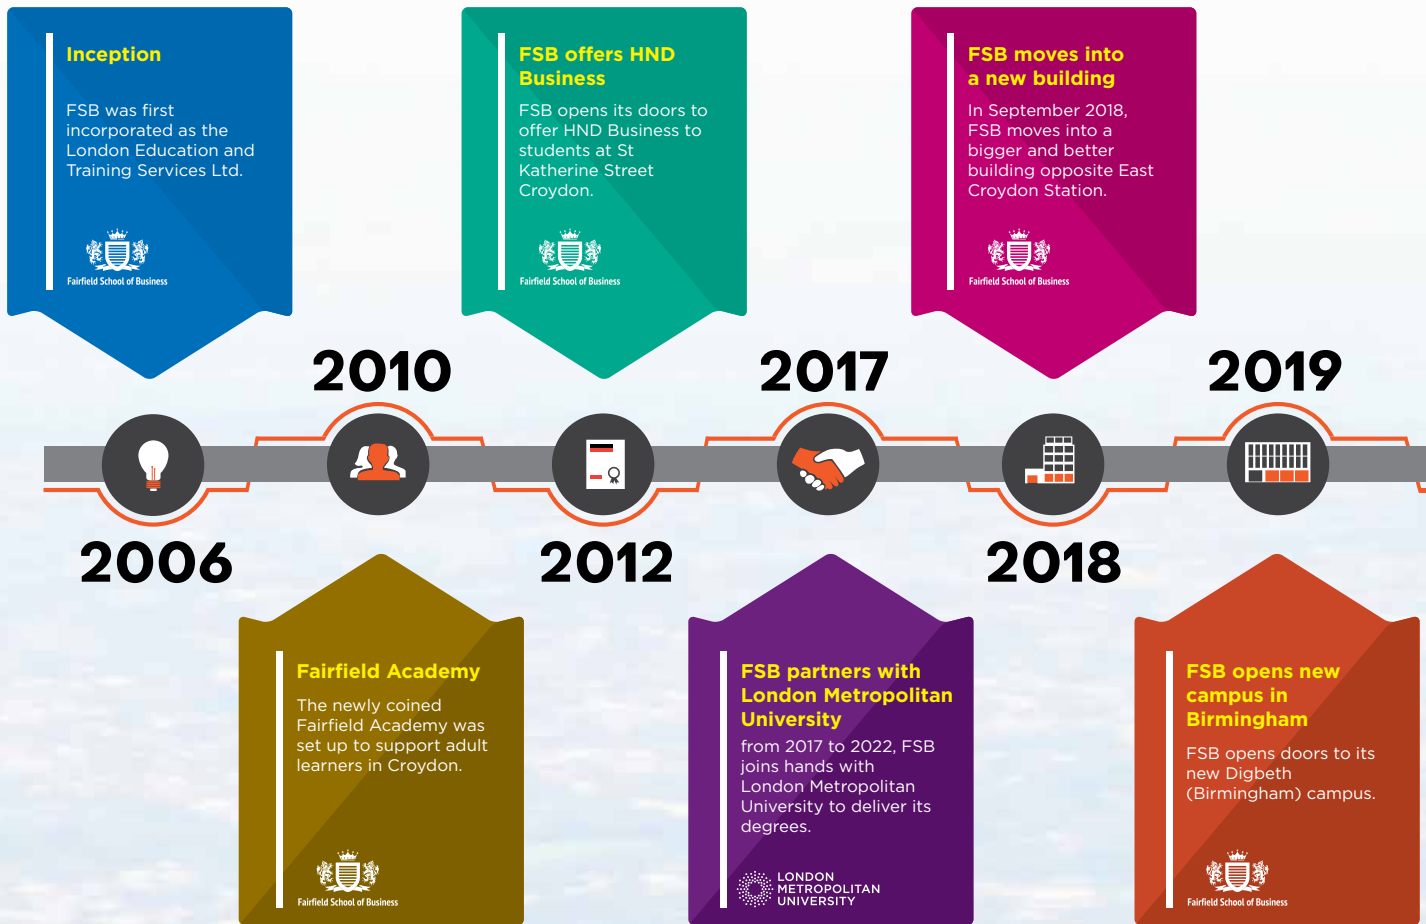 Inception
FSB was first
incorporated as the
London Education and
Training Services Ltd.
Fairfield School of Business
2006
2010
Fairfield Academy
The newly coined
Fairfield Academy was
set up to support adult
learners in Croydon.
Fairfield School of Business
FSB offers HND
Business
FSB opens its doors to
offer HND Business to
students at St
Katherine Street
Croydon.
Fairfield School of Business
2012
2017
FSB partners with
London Metropolitan
University
from 2017 to 2022, FSB
joins hands with
London Metropolitan
University to deliver its
degrees.
LONDON
METROPOLITAN
UNIVERSITY
FSB moves into
a new building
In September 2018,
FSB moves into a
bigger and better
building opposite East
Croydon Station.
Fairfield School of Business
2018
2019
FSB opens new
campus in
Birmingham
FSB opens doors to its
new Digbeth
(Birmingham) campus.
Fairfield School of Business